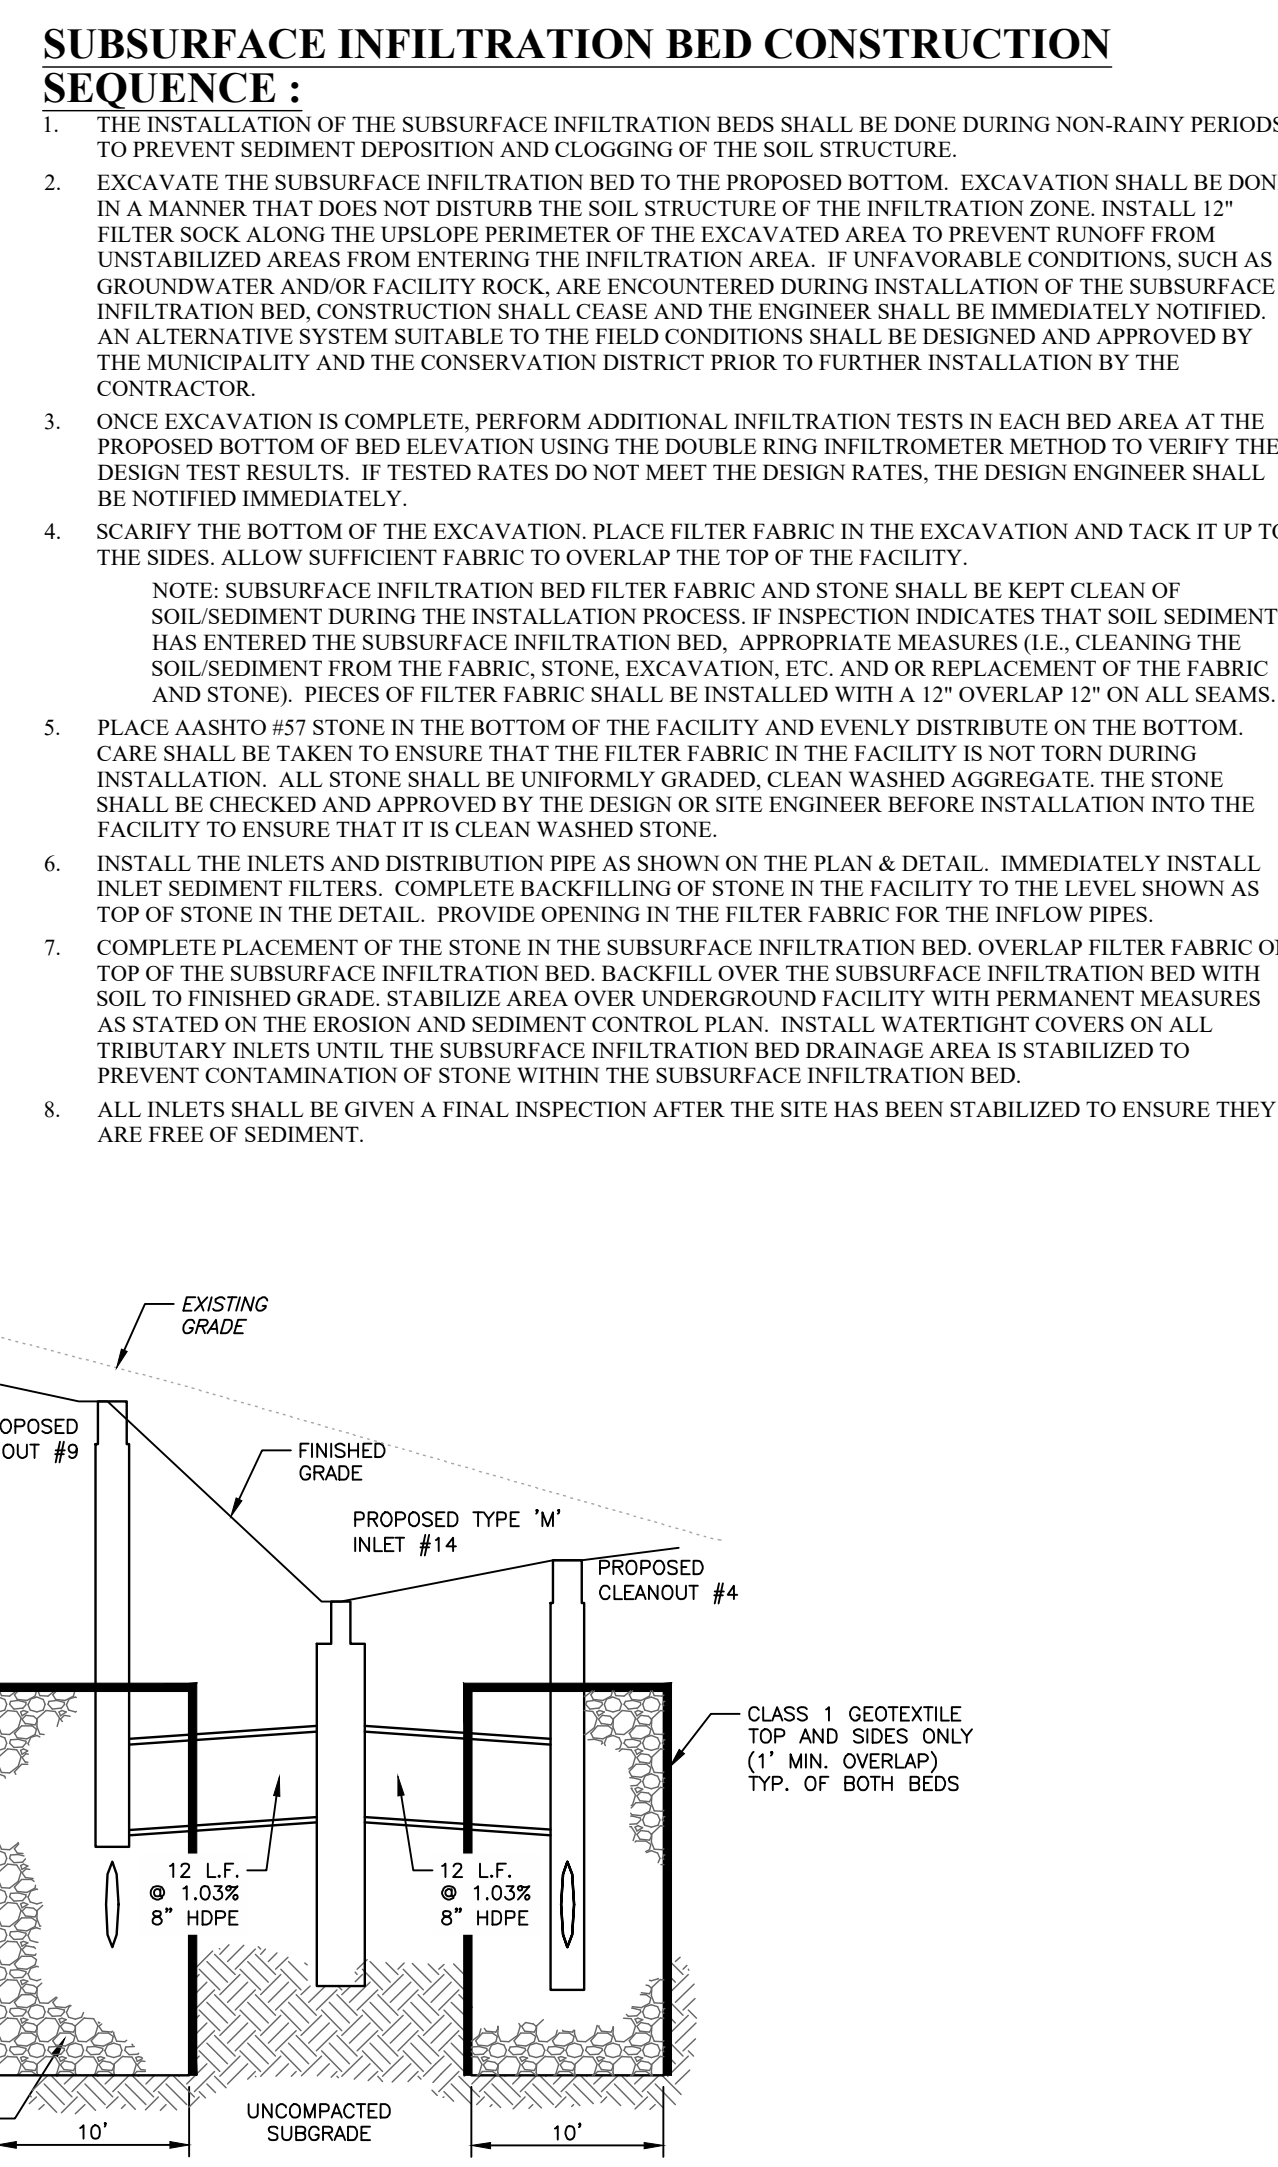 SUBSURFACE INFILTRATION BED CONSTRUCTION
SEQUENCE :
1. THE INSTALLATION OF THE SUBSURFACE INFILTRATION BEDS SHALL BE DONE DURING NON-RAINY PERIODS
TO PREVENT SEDIMENT DEPOSITION AND CLOGGING OF THE SOIL STRUCTURE.
2. EXCAVATE THE SUBSURFACE INFILTRATION BED TO THE PROPOSED BOTTOM. EXCAVATION SHALL BE DON
IN A MANNER THAT DOES NOT DISTURB THE SOIL STRUCTURE OF THE INFILTRATION ZONE. INSTALL 12"
FILTER SOCK ALONG THE UPSLOPE PERIMETER OF THE EXCAVATED AREA TO PREVENT RUNOFF FROM
UNSTABILIZED AREAS FROM ENTERING THE INFILTRATION AREA. IF UNFAVORABLE CONDITIONS, SUCH AS
GROUNDWATER AND/OR FACILITY ROCK, ARE ENCOUNTERED DURING INSTALLATION OF THE SUBSURFACE
INFILTRATION BED, CONSTRUCTION SHALL CEASE AND THE ENGINEER SHALL BE IMMEDIATELY NOTIFIED.
AN ALTERNATIVE SYSTEM SUITABLE TO THE FIELD CONDITIONS SHALL BE DESIGNED AND APPROVED BY
THE MUNICIPALITY AND THE CONSERVATION DISTRICT PRIOR TO FURTHER INSTALLATION BY THE
CONTRACTOR.
3. ONCE EXCAVATION IS COMPLETE, PERFORM ADDITIONAL INFILTRATION TESTS IN EACH BED AREA AT THE
PROPOSED BOTTOM OF BED ELEVATION USING THE DOUBLE RING INFILTROMETER METHOD TO VERIFY THE
DESIGN TEST RESULTS. IF TESTED RATES DO NOT MEET THE DESIGN RATES, THE DESIGN ENGINEER SHALL
BE NOTIFIED IMMEDIATELY.
4. SCARIFY THE BOTTOM OF THE EXCAVATION. PLACE FILTER FABRIC IN THE EXCAVATION AND TACK IT UP TO
THE SIDES. ALLOW SUFFICIENT FABRIC TO OVERLAP THE TOP OF THE FACILITY.
NOTE: SUBSURFACE INFILTRATION BED FILTER FABRIC AND STONE SHALL BE KEPT CLEAN OF
SOIL/SEDIMENT DURING THE INSTALLATION PROCESS. IF INSPECTION INDICATES THAT SOIL SEDIMENT
HAS ENTERED THE SUBSURFACE INFILTRATION BED, APPROPRIATE MEASURES (I.E., CLEANING THE
SOIL/SEDIMENT FROM THE FABRIC, STONE, EXCAVATION, ETC. AND OR REPLACEMENT OF THE FABRIC
AND STONE). PIECES OF FILTER FABRIC SHALL BE INSTALLED WITH A 12" OVERLAP 12" ON ALL SEAMS.
5. PLACE AASHTO #57 STONE IN THE BOTTOM OF THE FACILITY AND EVENLY DISTRIBUTE ON THE BOTTOM.
CARE SHALL BE TAKEN TO ENSURE THAT THE FILTER FABRIC IN THE FACILITY IS NOT TORN DURING
INSTALLATION. ALL STONE SHALL BE UNIFORMLY GRADED, CLEAN WASHED AGGREGATE. THE STONE
SHALL BE CHECKED AND APPROVED BY THE DESIGN OR SITE ENGINEER BEFORE INSTALLATION INTO THE
FACILITY TO ENSURE THAT IT IS CLEAN WASHED STONE.
6. INSTALL THE INLETS AND DISTRIBUTION PIPE AS SHOWN ON THE PLAN & DETAIL. IMMEDIATELY INSTALL
INLET SEDIMENT FILTERS. COMPLETE BACKFILLING OF STONE IN THE FACILITY TO THE LEVEL SHOWN AS
TOP OF STONE IN THE DETAIL. PROVIDE OPENING IN THE FILTER FABRIC FOR THE INFLOW PIPES.
7. COMPLETE PLACEMENT OF THE STONE IN THE SUBSURFACE INFILTRATION BED. OVERLAP FILTER FABRIC
TOP OF THE SUBSURFACE INFILTRATION BED. BACKFILL OVER THE SUBSURFACE INFILTRATION BED WITH
SOIL TO FINISHED GRADE. STABILIZE AREA OVER UNDERGROUND FACILITY WITH PERMANENT MEASURES
AS STATED ON THE EROSION AND SEDIMENT CONTROL PLAN. INSTALL WATERTIGHT COVERS ON ALL
TRIBUTARY INLETS UNTIL THE SUBSURFACE INFILTRATION BED DRAINAGE AREA IS STABILIZED TO
PREVENT CONTAMINATION OF STONE WITHIN THE SUBSURFACE INFILTRATION BED.
8. ALL INLETS SHALL BE GIVEN A FINAL INSPECTION AFTER THE SITE HAS BEEN STABILIZED TO ENSURE THEY
ARE FREE OF SEDIMENT.
EXISTING
GRADE
OPOSED
OUT #9
FINISHED
GRADE
PROPOSED TYPE 'M'
INLET #14
PROPOSED
CLEANOUT #4
CLASS 1 GEOTEXTILE
TOP AND SIDES ONLY
(1' MIN. OVERLAP)
TYP. OF BOTH BEDS
12 L.F.
@ 1.03%
8" HDPE
12 L.F.
@ 1.03%
8" HDPE
UNCOMPACTED
SUBGRADE
10'
10'